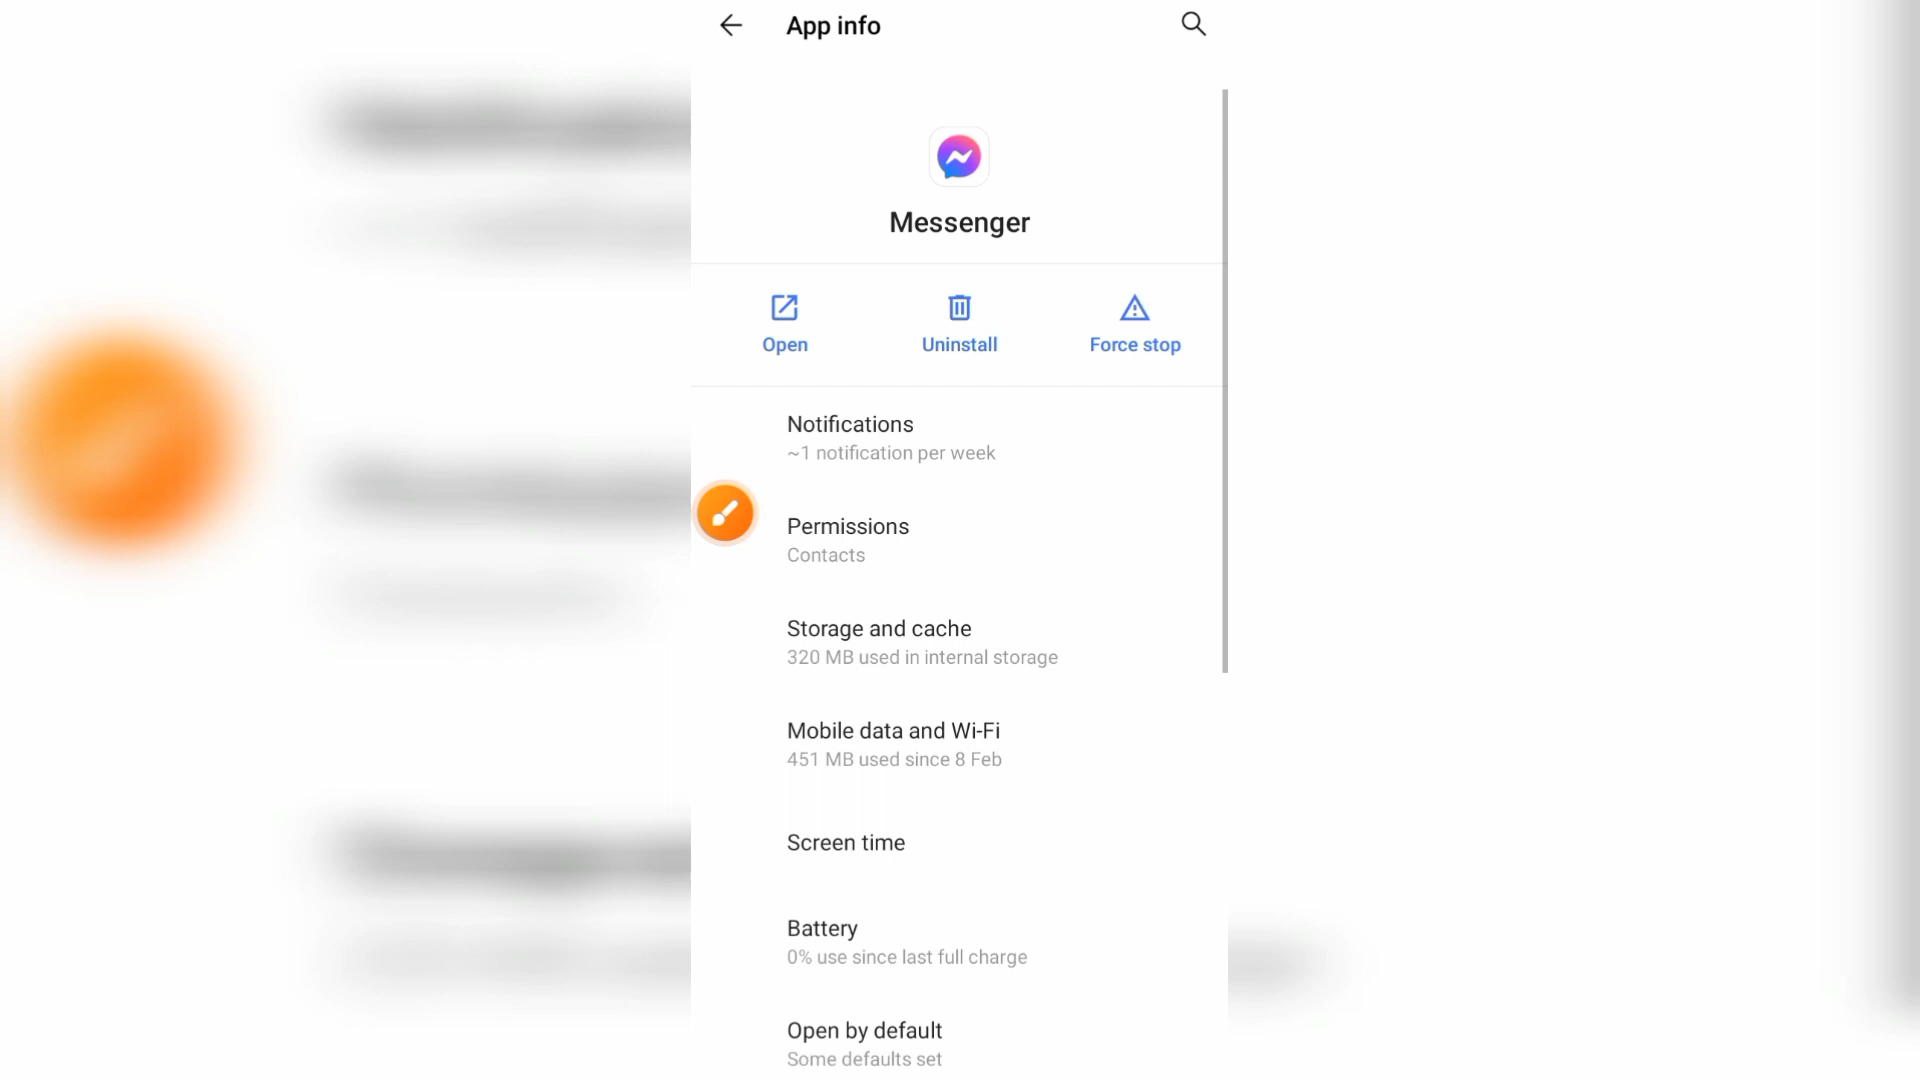 App info
Messenger
Open
Uninstall
Force stop
Notifications
~1 notification per week
Permissions
Contacts
Storage and cache
320 MB used in internal storage
Mobile data and Wi-Fi
451 MB used since 8 Feb
Screen time
Battery
0% use since last full charge
Open by default
Some defaults set